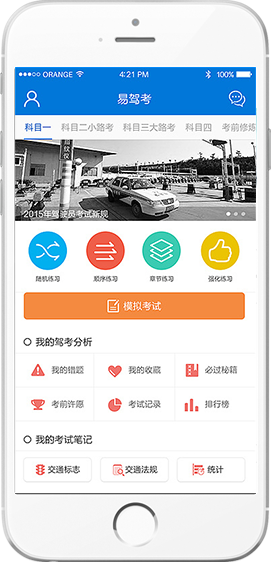 ORANGE 4:21 PM 100%
易驾考
科目一 科目二小路考 科目三大路考 科目四 考前修炼
2015年驾驶员考试新规
随机练习 顺序练习 章节练习 强化练习
模拟考试
我的驾考分析
我的错题 我的收藏 必过秘籍
考前许愿 考试记录 排行榜
我的考试笔记
交通标志 交通法规 统计